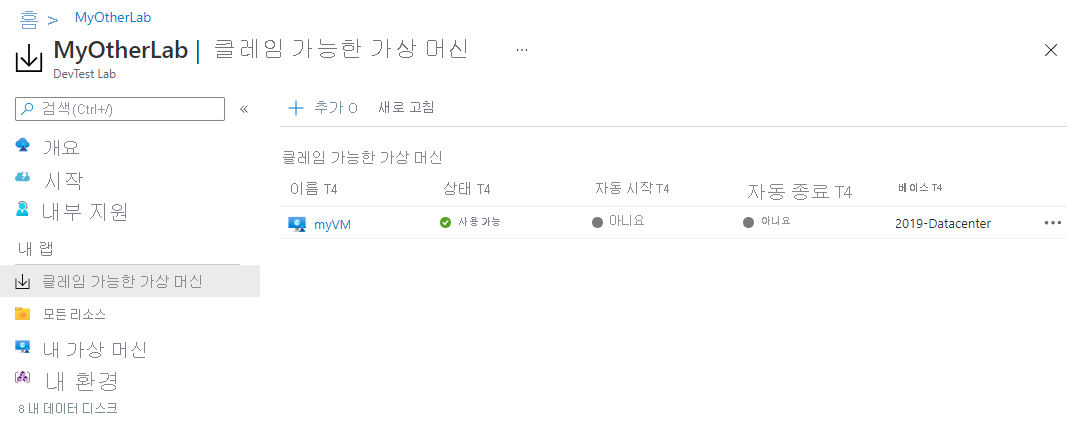 홈 > MyOtherLab
MyOtherLab | 클레임 가능한 가상 머신 ...
DevTest Lab
검색(Ctrl+/) «
+ 추가 O 새로 고침
개요
시작
내부 지원
내 랩
클레임 가능한 가상 머신
모든 리소스
내 가상 머신
내 환경
8 내 데이터 디스크
클레임 가능한 가상 머신
이름 T4 상태 T4 자동 시작 T4 자동 종료 T4 베이스 T4
myVM 사용 가능 아니요 아니요 2019-Datacenter ...